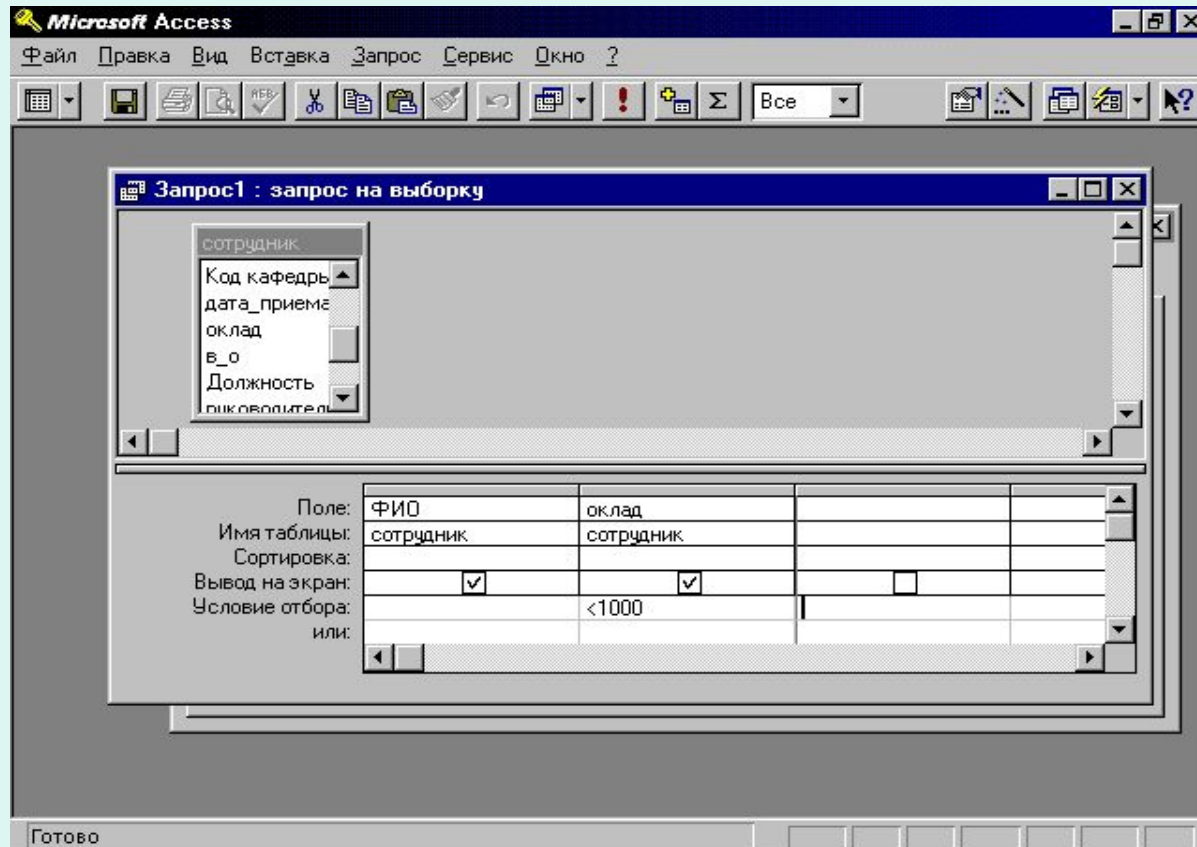 Microsoft Access
Файл Правка Вид Вставка Запрос Сервис Окно ?
Все
Запрос1 : запрос на выборку
сотрудник
Код кафедры
дата_приема
оклад
в_о
Должность
руководитель
Поле: ФИО оклад
Имя таблицы: сотрудник сотрудник
Сортировка:
Вывод на экран:
Условие отбора: <1000
или:
Готово